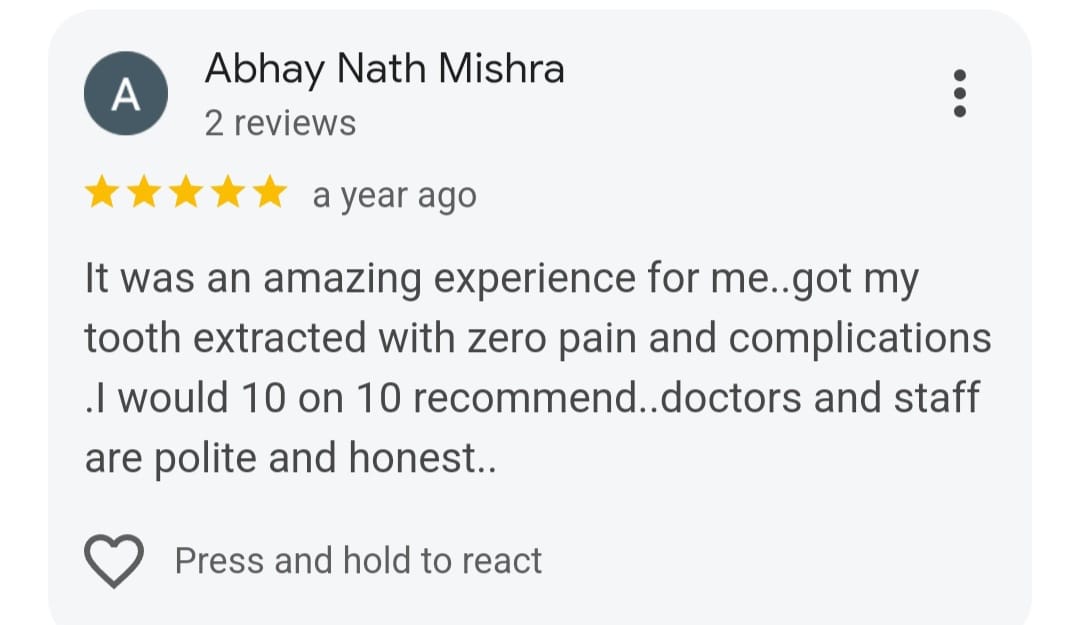 A
Abhay Nath Mishra
2 reviews
a year ago
It was an amazing experience for me..got my
tooth extracted with zero pain and complications
.I would 10 on 10 recommend..doctors and staff
are polite and honest..
Press and hold to react